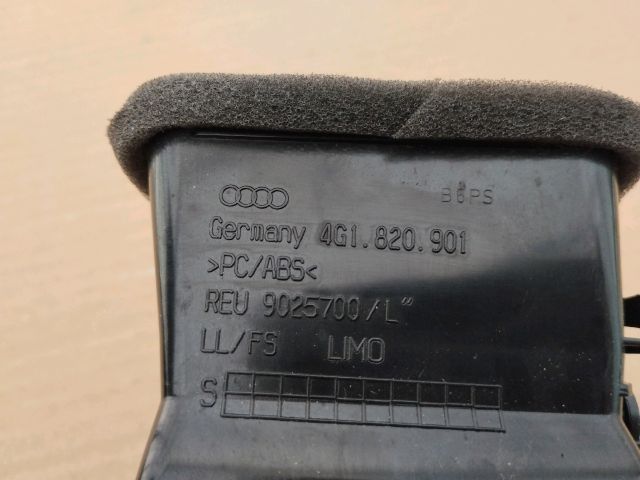 B6PS
Germany 4G1.820.901
>PC/ABS<
REU 9025700/L"
LL/FS LIMO
S